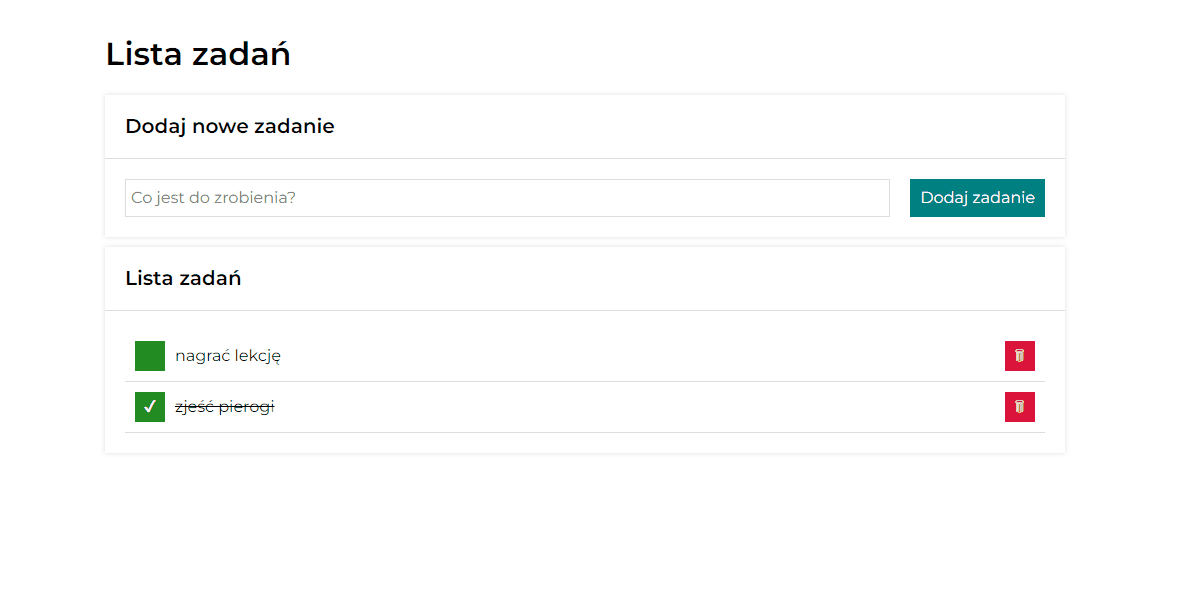 Lista zadań
Dodaj nowe zadanie
Co jest do zrobienia?
Dodaj zadanie
Lista zadań
nagrać lekcję
zjeść pierogi